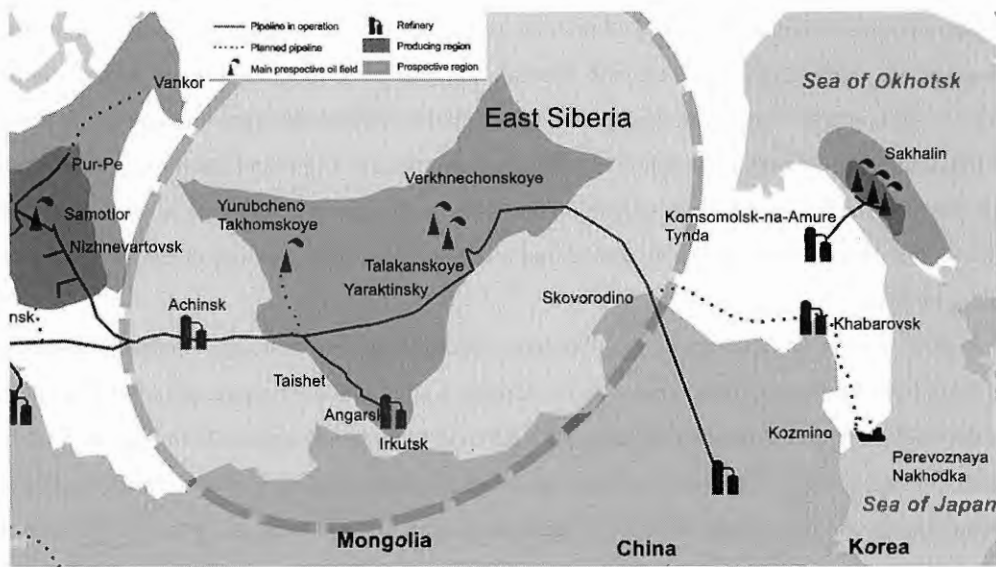 Pipeline in operation
Planned pipeline
Main prospective oil field
Refinery
Producing region
Prospective region
Sea of Okhotsk
Vankor
East Siberia
Sakhalin
Pur-Pe
Verkhnechonskoye
Samotlor
Yurubcheno
Takhomskoye
Komsomolsk-na-Amure
Tynda
Nizhnevartovsk
Talakanskoye
Yaraktinsky
Skovorodino
Achinsk
nsk
Khabarovsk
Taishet
Angarsk
Irkutsk
Kozmino
Perevoznaya
Nakhodka
Sea of Japan
Mongolia
China
Korea